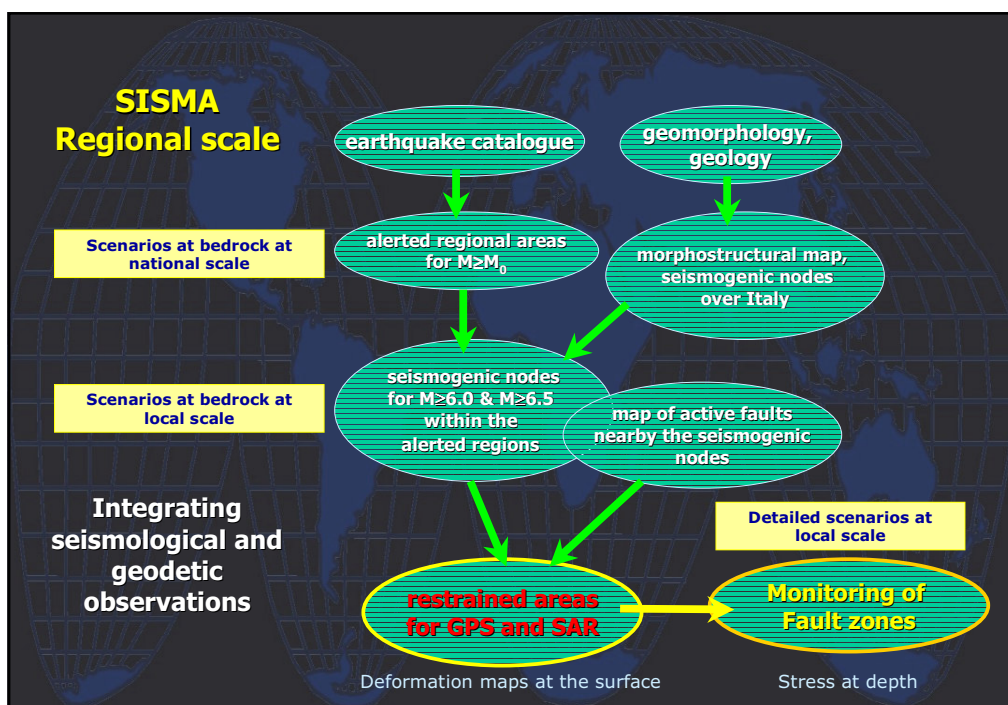 SISMA
Regional scale
earthquake catalogue
geomorphology,
geology
Scenarios at bedrock at
national scale
alerted regional areas
for M≥M₀
morphostructural map,
seismogenic nodes
over Italy
Scenarios at bedrock at
local scale
seismogenic nodes
for M≥6.0 & M≥6.5
within the
alerted regions
map of active faults
nearby the seismogenic
nodes
Integrating
seismological and
geodetic
observations
Detailed scenarios at
local scale
restrained areas
for GPS and SAR
Monitoring of
Fault zones
Deformation maps at the surface
Stress at depth